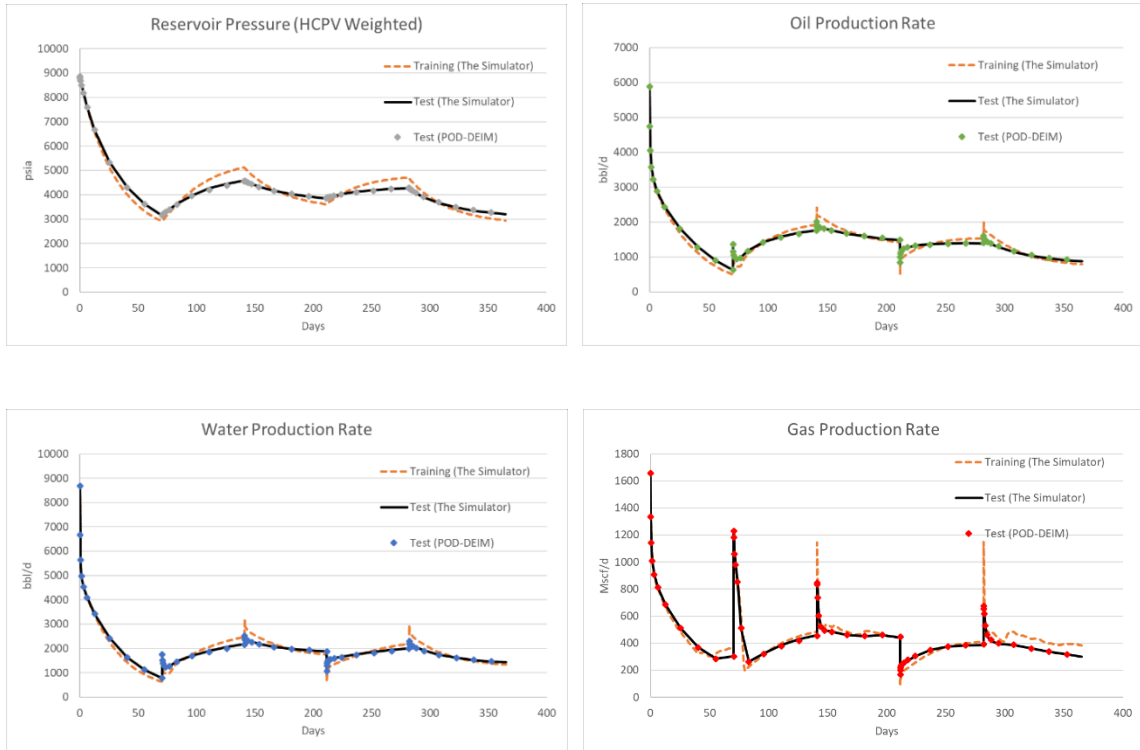 Reservoir Pressure (HCPV Weighted)
10000
9000
8000
7000
6000
5000
4000
3000
2000
1000
0
psia
Training (The Simulator)
Test (The Simulator)
Test (POD-DEIM)
0 50 100 150 200 250 300 350 400
Days
Oil Production Rate
7000
6000
5000
4000
3000
2000
1000
0
bbl/d
Training (The Simulator)
Test (The Simulator)
Test (POD-DEIM)
0 50 100 150 200 250 300 350 400
Days
Water Production Rate
10000
9000
8000
7000
6000
5000
4000
3000
2000
1000
0
bbl/d
Training (The Simulator)
Test (The Simulator)
Test (POD-DEIM)
0 50 100 150 200 250 300 350 400
Days
Gas Production Rate
1800
1600
1400
1200
1000
800
600
400
200
0
Mscf/d
Training (The Simulator)
Test (The Simulator)
Test (POD-DEIM)
0 50 100 150 200 250 300 350 400
Days